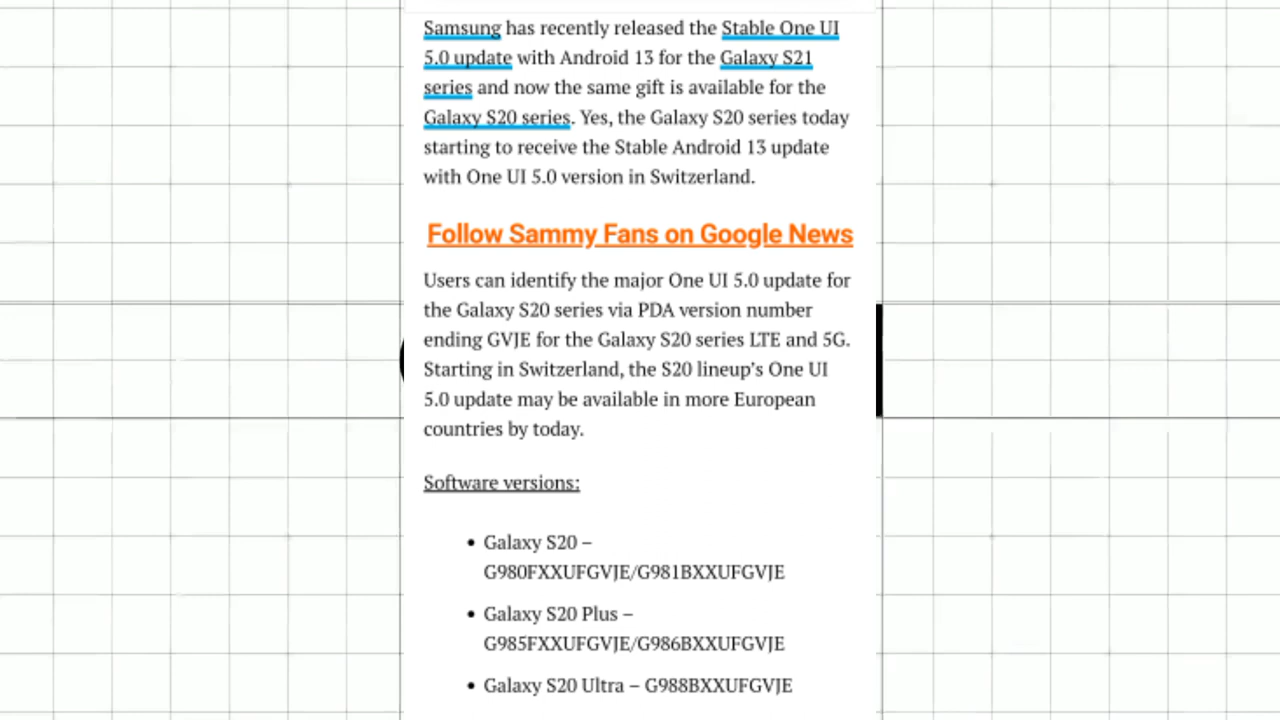 Samsung has recently released the Stable One UI
5.0 update with Android 13 for the Galaxy S21
series and now the same gift is available for the
Galaxy S20 series. Yes, the Galaxy S20 series today
starting to receive the Stable Android 13 update
with One UI 5.0 version in Switzerland.
Follow Sammy Fans on Google News
Users can identify the major One UI 5.0 update for
the Galaxy S20 series via PDA version number
ending GVJE for the Galaxy S20 series LTE and 5G.
Starting in Switzerland, the S20 lineup’s One UI
5.0 update may be available in more European
countries by today.
Software versions:
• Galaxy S20 –
G980FXXUFGVJE/G981BXXUFGVJE
• Galaxy S20 Plus –
G985FXXUFGVJE/G986BXXUFGVJE
• Galaxy S20 Ultra – G988BXXUFGVJE